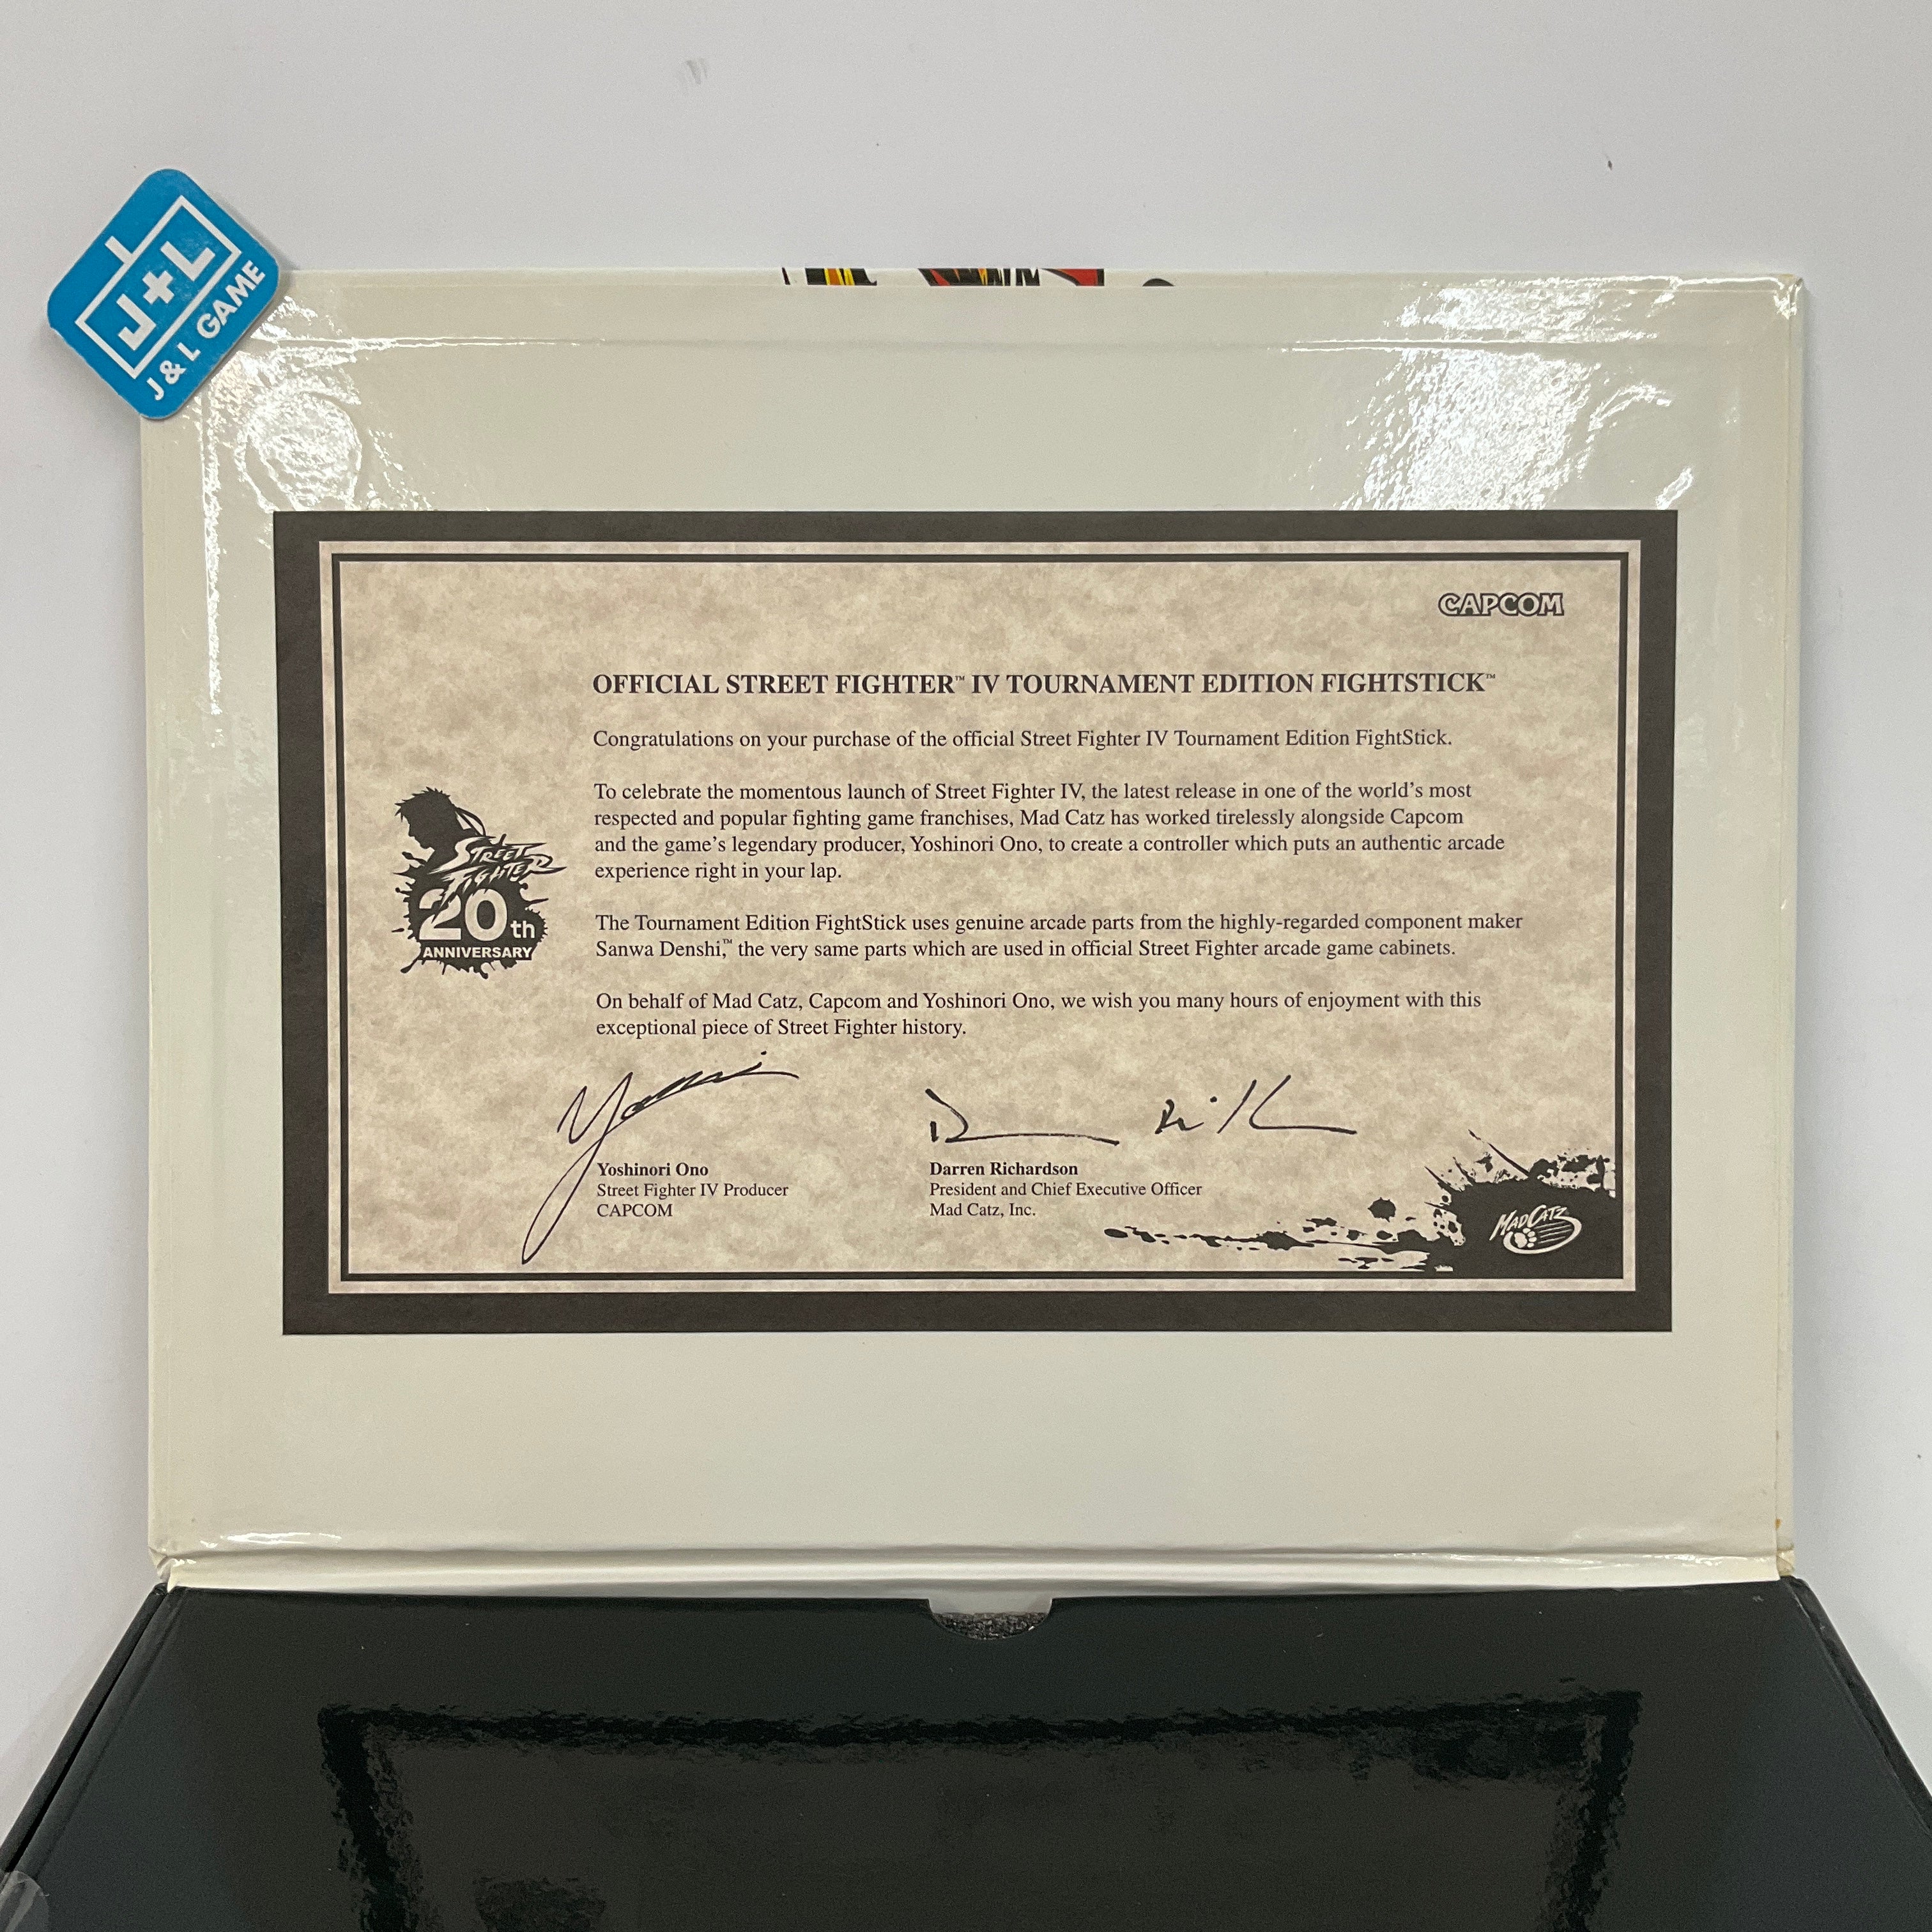 J+L
J & L GAME
CAPCOM
OFFICIAL STREET FIGHTER™ IV TOURNAMENT EDITION FIGHTSTICK™
Congratulations on your purchase of the official Street Fighter IV Tournament Edition FightStick.
To celebrate the momentous launch of Street Fighter IV, the latest release in one of the world's most
respected and popular fighting game franchises, Mad Catz has worked tirelessly alongside Capcom
and the game's legendary producer, Yoshinori Ono, to create a controller which puts an authentic arcade
experience right in your lap.
STREET
FIGHTER
20th
ANNIVERSARY
The Tournament Edition FightStick uses genuine arcade parts from the highly-regarded component maker
Sanwa Denshi,™ the very same parts which are used in official Street Fighter arcade game cabinets.
On behalf of Mad Catz, Capcom and Yoshinori Ono, we wish you many hours of enjoyment with this
exceptional piece of Street Fighter history.
Yoshinori Ono
Street Fighter IV Producer
CAPCOM
Darren Richardson
President and Chief Executive Officer
Mad Catz, Inc.
MAD CATZ